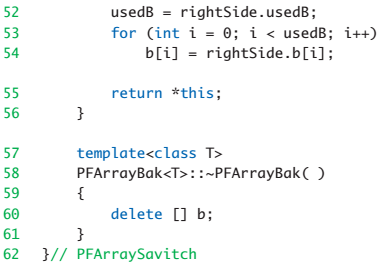 52 usedB = rightSide.usedB;
53 for (int i = 0; i < usedB; i++)
54 b[i] = rightSide.b[i];
55 return *this;
56 }
57 template<class T>
58 PFArrayBak<T>::~PFArrayBak( )
59 {
60 delete [] b;
61 }
62 }// PFArraySavitch